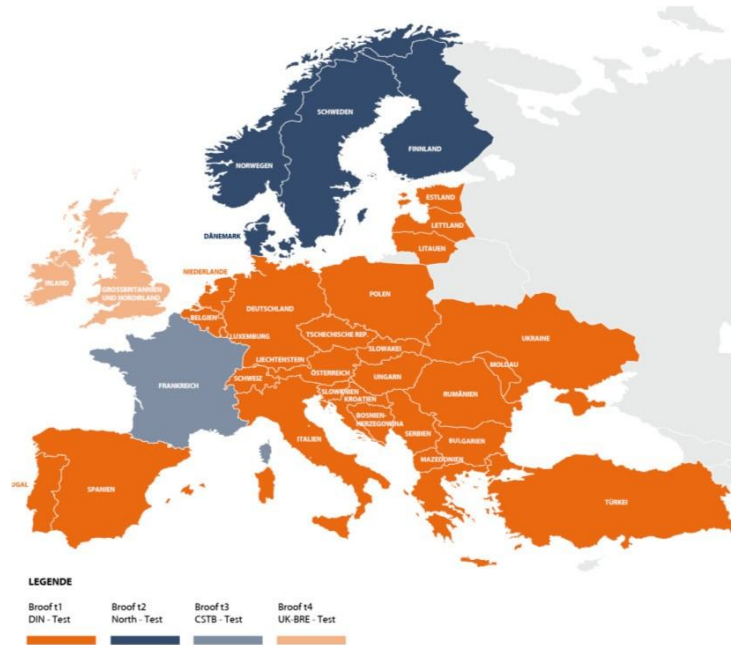 SCHWEDEN
FINNLAND
NORWEGEN
ESTLAND
LETTLAND
DÄNEMARK
LITAUEN
NIEDERLANDE
IRLAND
GROSSBRITANNIEN
UND NORDIRLAND
POLEN
DEUTSCHLAND
BELGIEN
UKRAINE
TSCHECHISCHE REP.
LUXEMBURG
SLOWAKEI
LIECHTENSTEIN
MOLDAU
ÖSTERREICH
SCHWEIZ
UNGARN
FRANKREICH
SLOWENIEN
RUMÄNIEN
KROATIEN
BOSNIEN-
HERZEGOWINA
SERBIEN
ITALIEN
BULGARIEN
MAZEDONIEN
UGAL
SPANIEN
TÜRKEI
LEGENDE
Broof t1
DIN - Test
Broof t2
North - Test
Broof t3
CSTB - Test
Broof t4
UK-BRE - Test